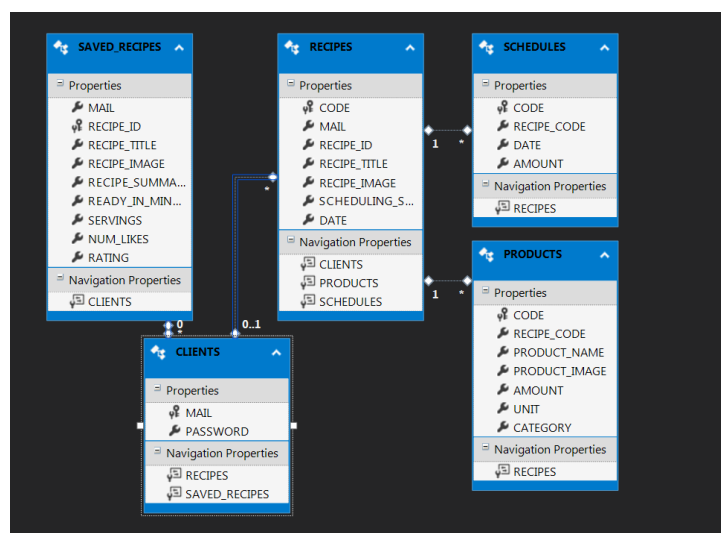 SAVED_RECIPES
Properties
MAIL
RECIPE_ID
RECIPE_TITLE
RECIPE_IMAGE
RECIPE_SUMMA...
READY_IN_MIN...
SERVINGS
NUM_LIKES
RATING
Navigation Properties
CLIENTS
RECIPES
Properties
CODE
MAIL
RECIPE_ID
RECIPE_TITLE
RECIPE_IMAGE
SCHEDULING_S...
DATE
Navigation Properties
CLIENTS
PRODUCTS
SCHEDULES
SCHEDULES
Properties
CODE
RECIPE_CODE
DATE
AMOUNT
Navigation Properties
RECIPES
1 *
*
PRODUCTS
Properties
CODE
RECIPE_CODE
PRODUCT_NAME
PRODUCT_IMAGE
AMOUNT
UNIT
CATEGORY
Navigation Properties
RECIPES
1 *
0..1
CLIENTS
Properties
MAIL
PASSWORD
Navigation Properties
RECIPES
SAVED_RECIPES